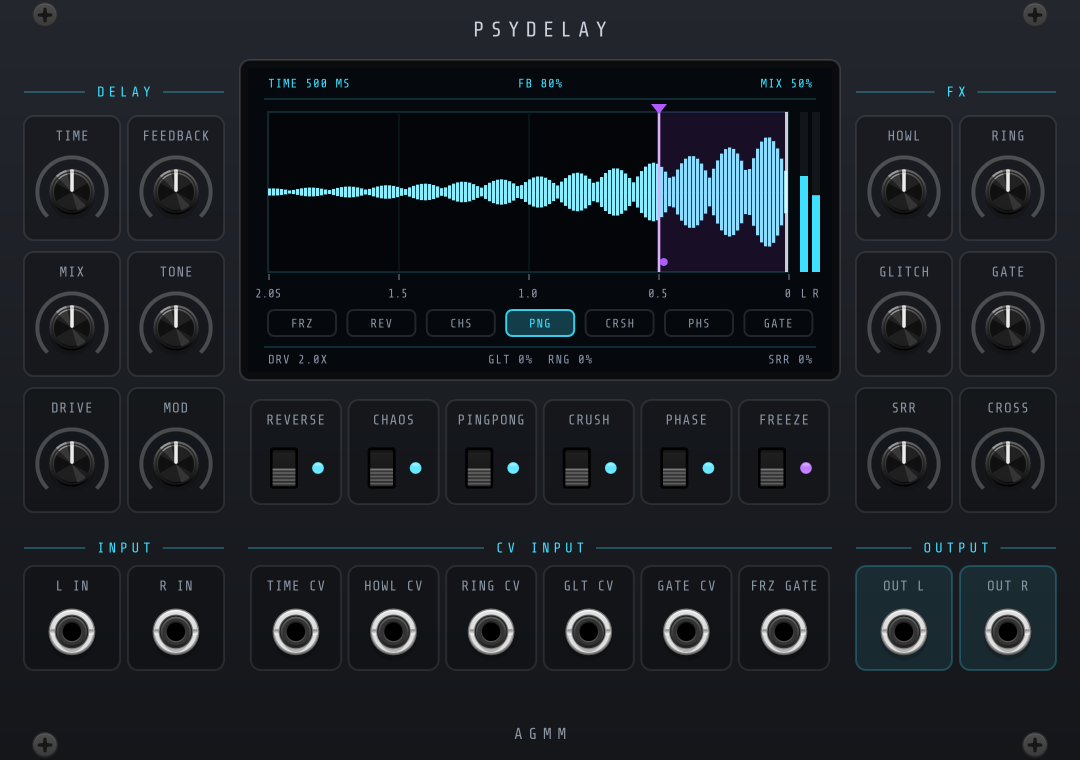 PSYDELAY
DELAY
TIME FEEDBACK
MIX TONE
DRIVE MOD
TIME 500 MS FB 80% MIX 50%
2.0S 1.5 1.0 0.5 0 L R
FRZ REV CHS PNG CRSH PHS GATE
DRV 2.0X GLT 0% RNG 0% SRR 0%
REVERSE CHAOS PINGPONG CRUSH PHASE FREEZE
FX
HOWL RING
GLITCH GATE
SRR CROSS
INPUT
L IN R IN
CV INPUT
TIME CV HOWL CV RING CV GLT CV GATE CV FRZ GATE
OUTPUT
OUT L OUT R
AGMM